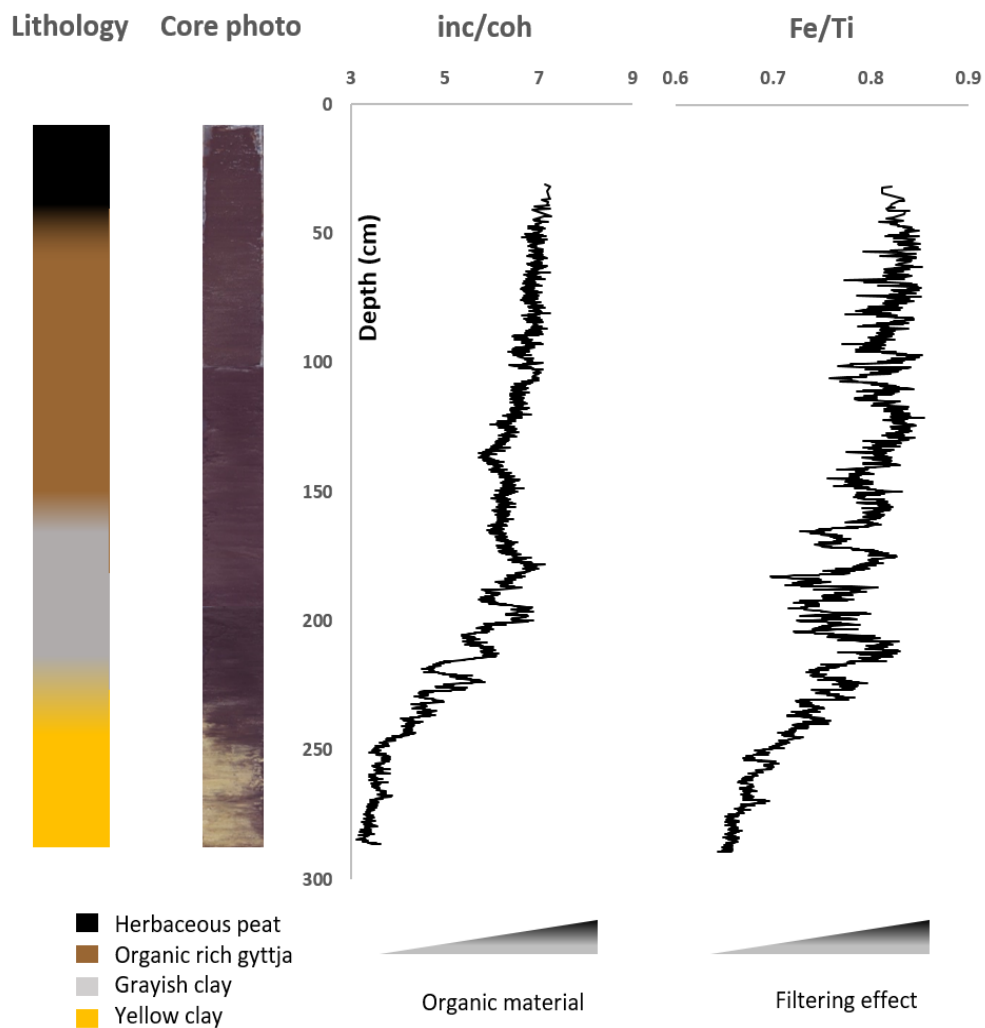 Lithology Core photo inc/coh Fe/Ti
3 5 7 9 0.6 0.7 0.8 0.9
0
50
100
150
200
250
300
Depth (cm)
Herbaceous peat
Organic rich gyttja
Grayish clay
Yellow clay
Organic material
Filtering effect